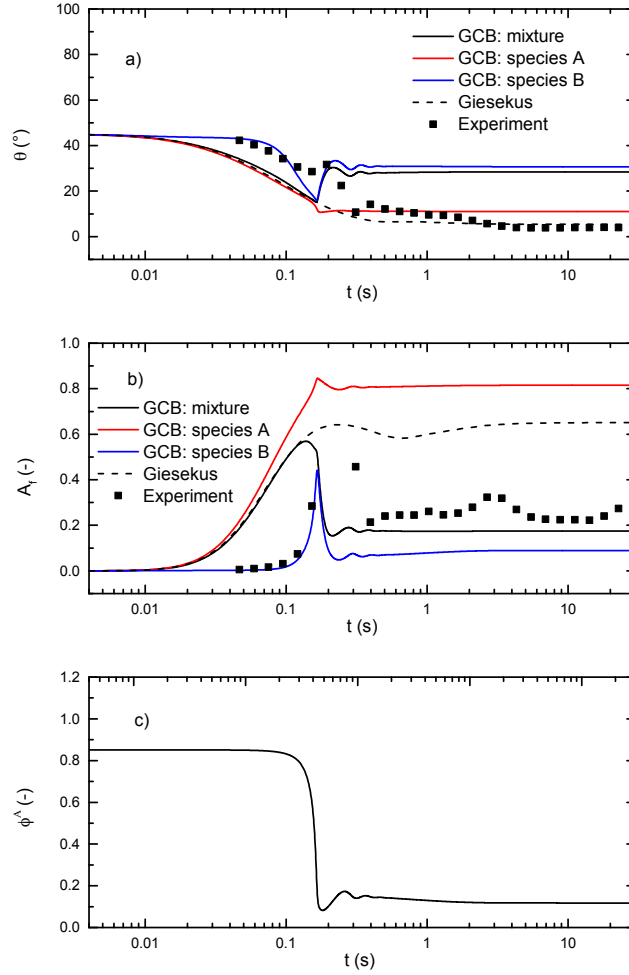 100
80
60
40
20
0
θ (°)
a)
GCB: mixture
GCB: species A
GCB: species B
Giesekus
Experiment
0.01
0.1
1
10
t (s)
1.0
0.8
0.6
0.4
0.2
0.0
A_f (-)
b)
GCB: mixture
GCB: species A
GCB: species B
Giesekus
Experiment
0.01
0.1
1
10
t (s)
1.2
1.0
0.8
0.6
0.4
0.2
0.0
ϕ^A (-)
c)
0.01
0.1
1
10
t (s)